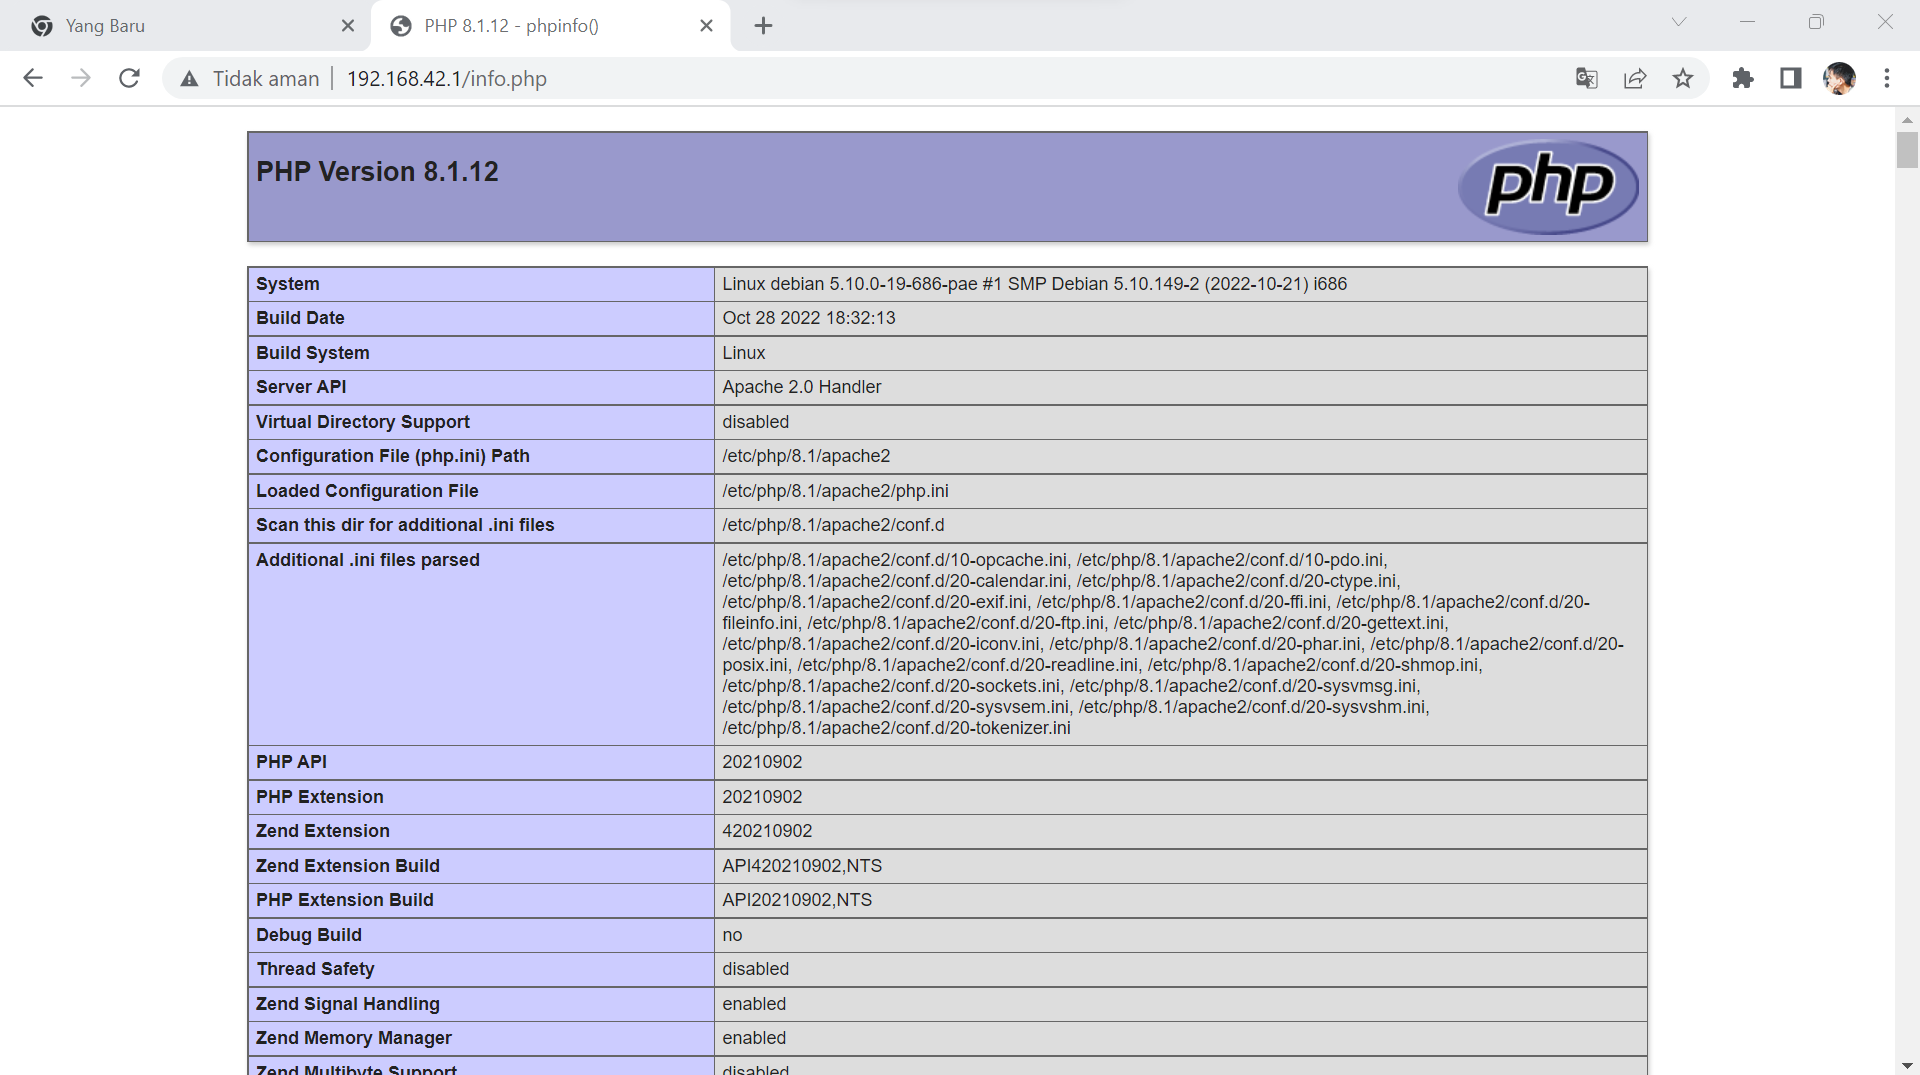 Yang Baru
PHP 8.1.12 - phpinfo()
Tidak aman
192.168.42.1/info.php
PHP Version 8.1.12
php
System Linux debian 5.10.0-19-686-pae #1 SMP Debian 5.10.149-2 (2022-10-21) i686
Build Date Oct 28 2022 18:32:13
Build System Linux
Server API Apache 2.0 Handler
Virtual Directory Support disabled
Configuration File (php.ini) Path /etc/php/8.1/apache2
Loaded Configuration File /etc/php/8.1/apache2/php.ini
Scan this dir for additional .ini files /etc/php/8.1/apache2/conf.d
Additional .ini files parsed /etc/php/8.1/apache2/conf.d/10-opcache.ini, /etc/php/8.1/apache2/conf.d/10-pdo.ini,
/etc/php/8.1/apache2/conf.d/20-calendar.ini, /etc/php/8.1/apache2/conf.d/20-ctype.ini,
/etc/php/8.1/apache2/conf.d/20-exif.ini, /etc/php/8.1/apache2/conf.d/20-ffi.ini, /etc/php/8.1/apache2/conf.d/20-
fileinfo.ini, /etc/php/8.1/apache2/conf.d/20-ftp.ini, /etc/php/8.1/apache2/conf.d/20-gettext.ini,
/etc/php/8.1/apache2/conf.d/20-iconv.ini, /etc/php/8.1/apache2/conf.d/20-phar.ini, /etc/php/8.1/apache2/conf.d/20-
posix.ini, /etc/php/8.1/apache2/conf.d/20-readline.ini, /etc/php/8.1/apache2/conf.d/20-shmop.ini,
/etc/php/8.1/apache2/conf.d/20-sockets.ini, /etc/php/8.1/apache2/conf.d/20-sysvmsg.ini,
/etc/php/8.1/apache2/conf.d/20-sysvsem.ini, /etc/php/8.1/apache2/conf.d/20-sysvshm.ini,
/etc/php/8.1/apache2/conf.d/20-tokenizer.ini
PHP API 20210902
PHP Extension 20210902
Zend Extension 420210902
Zend Extension Build API420210902,NTS
PHP Extension Build API20210902,NTS
Debug Build no
Thread Safety disabled
Zend Signal Handling enabled
Zend Memory Manager enabled
Zend Multibyte Support disabled